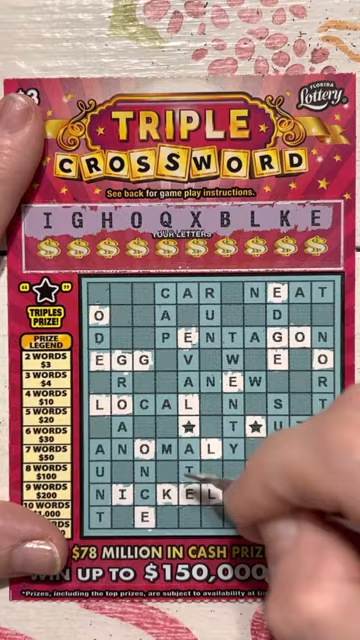 $3
FLORIDA
Lottery
TRIPLE
CROSSWORD
See back for game play instructions.
I G H O Q X B L K E
YOUR LETTERS
TRIPLES
PRIZE!
PRIZE
LEGEND
2 WORDS
$3
3 WORDS
$4
4 WORDS
$10
5 WORDS
$20
6 WORDS
$30
7 WORDS
$50
8 WORDS
$100
9 WORDS
$200
10 WORDS
$1,000
C A R N E A T
O A U D
D P E N T A G O N
E G G V W E O
R A N E W R
L O C A L N S T
A T U T
A N O M A L Y
U N T
N I C K E L
T E
$78 MILLION IN CASH PRIZ
WIN UP TO $150,000
*Prizes, including the top prizes, are subject to availability at